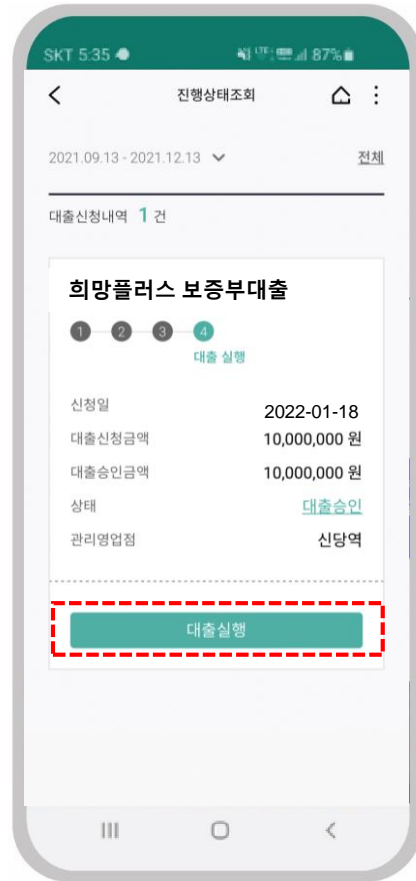 SKT 5:35 LTE 87%
진행상태조회
2021.09.13 - 2021.12.13 전체
대출신청내역 1 건
희망플러스 보증부대출
1 2 3 4
대출 실행
신청일 2022-01-18
대출신청금액 10,000,000 원
대출승인금액 10,000,000 원
상태 대출승인
관리영업점 신당역
대출실행